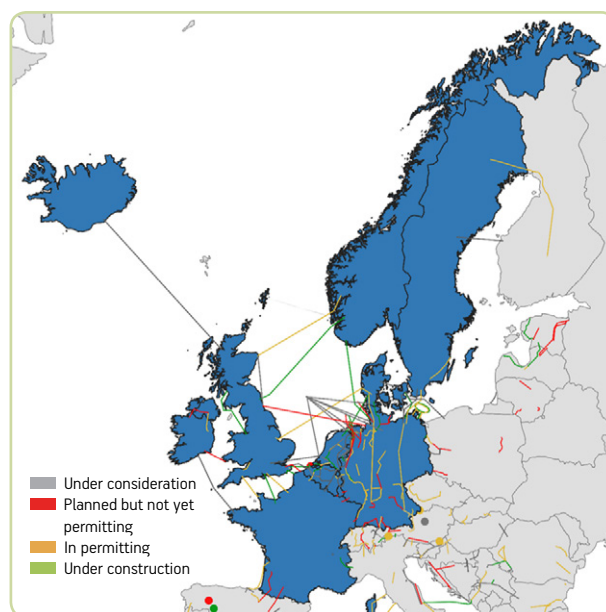 Under consideration
Planned but not yet
permitting
In permitting
Under construction